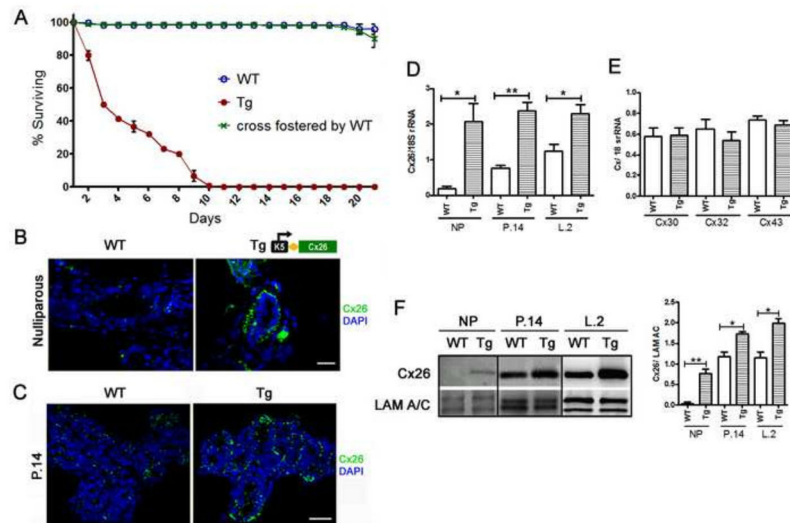 A
% Surviving
100
80
60
40
20
0
WT
Tg
cross fostered by WT
2 4 6 8 10 12 14 16 18 20
Days
B
WT
Tg
K5
Cx26
Nulliparous
Cx26
DAPI
C
WT
Tg
P.14
Cx26
DAPI
D
Cx26/18S rRNA
3
2
1
0
* ** *
WT Tg WT Tg WT Tg
NP P.14 L.2
E
Cx/ 18 srRNA
1.0
0.8
0.6
0.4
0.2
0.0
WT Tg WT Tg WT Tg
Cx30 Cx32 Cx43
F
NP P.14 L.2
WT Tg WT Tg WT Tg
Cx26
LAM A/C
Cx26/ LAM AC
** * *
WT Tg WT Tg WT Tg
NP P.14 L.2